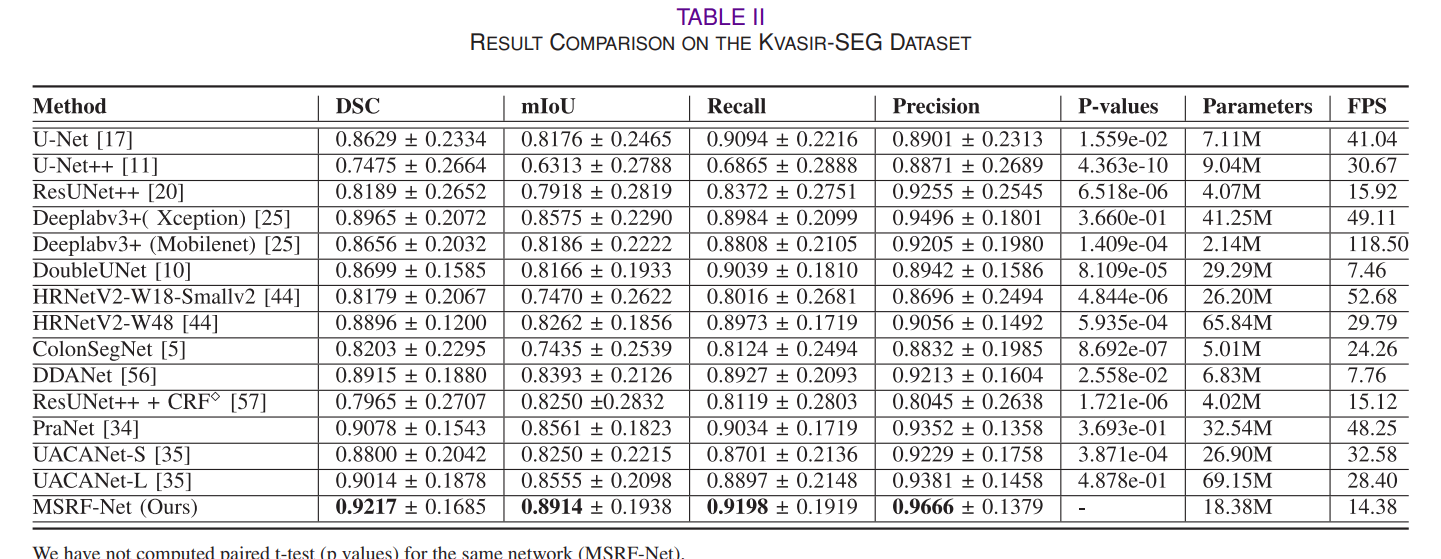 TABLE II
RESULT COMPARISON ON THE KVASIR-SEG DATASET
Method DSC mIoU Recall Precision P-values Parameters FPS
U-Net [17] 0.8629 ± 0.2334 0.8176 ± 0.2465 0.9094 ± 0.2216 0.8901 ± 0.2313 1.559e-02 7.11M 41.04
U-Net++ [11] 0.7475 ± 0.2664 0.6313 ± 0.2788 0.6865 ± 0.2888 0.8871 ± 0.2689 4.363e-10 9.04M 30.67
ResUNet++ [20] 0.8189 ± 0.2652 0.7918 ± 0.2819 0.8372 ± 0.2751 0.9255 ± 0.2545 6.518e-06 4.07M 15.92
Deeplabv3+( Xception) [25] 0.8965 ± 0.2072 0.8575 ± 0.2290 0.8984 ± 0.2099 0.9496 ± 0.1801 3.660e-01 41.25M 49.11
Deeplabv3+ (Mobilenet) [25] 0.8656 ± 0.2032 0.8186 ± 0.2222 0.8808 ± 0.2105 0.9205 ± 0.1980 1.409e-04 2.14M 118.50
DoubleUNet [10] 0.8699 ± 0.1585 0.8166 ± 0.1933 0.9039 ± 0.1810 0.8942 ± 0.1586 8.109e-05 29.29M 7.46
HRNetV2-W18-Smallv2 [44] 0.8179 ± 0.2067 0.7470 ± 0.2622 0.8016 ± 0.2681 0.8696 ± 0.2494 4.844e-06 26.20M 52.68
HRNetV2-W48 [44] 0.8896 ± 0.1200 0.8262 ± 0.1856 0.8973 ± 0.1719 0.9056 ± 0.1492 5.935e-04 65.84M 29.79
ColonSegNet [5] 0.8203 ± 0.2295 0.7435 ± 0.2539 0.8124 ± 0.2494 0.8832 ± 0.1985 8.692e-07 5.01M 24.26
DDANet [56] 0.8915 ± 0.1880 0.8393 ± 0.2126 0.8927 ± 0.2093 0.9213 ± 0.1604 2.558e-02 6.83M 7.76
ResUNet++ + CRF◇ [57] 0.7965 ± 0.2707 0.8250 ±0.2832 0.8119 ± 0.2803 0.8045 ± 0.2638 1.721e-06 4.02M 15.12
PraNet [34] 0.9078 ± 0.1543 0.8561 ± 0.1823 0.9034 ± 0.1719 0.9352 ± 0.1358 3.693e-01 32.54M 48.25
UACANet-S [35] 0.8800 ± 0.2042 0.8250 ± 0.2215 0.8701 ± 0.2136 0.9229 ± 0.1758 3.871e-04 26.90M 32.58
UACANet-L [35] 0.9014 ± 0.1878 0.8555 ± 0.2098 0.8897 ± 0.2148 0.9381 ± 0.1458 4.878e-01 69.15M 28.40
MSRF-Net (Ours) 0.9217 ± 0.1685 0.8914 ± 0.1938 0.9198 ± 0.1919 0.9666 ± 0.1379 - 18.38M 14.38
We have not computed paired t-test (p values) for the same network (MSRF-Net).